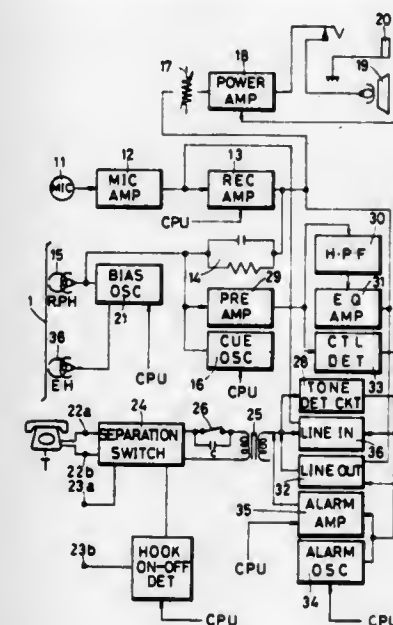 20
18
17
POWER AMP
19
12
13
11
MIC
MIC AMP
REC AMP
CPU
30
15
14
29
H·P·F
R.PH
BIAS OSC
21
PRE AMP
31
EQ AMP
1
36
28
CUE OSC
CTL DET
EH
16
33
CPU
CPU
TONE DET CKT
24
26
25
22a
SEPARATION SWITCH
C
LINE IN
36
T
22b
23a
LINE OUT
32
35
ALARM AMP
23b
HOOK ON-OFF DET
CPU
ALARM OSC
34
CPU
CPU